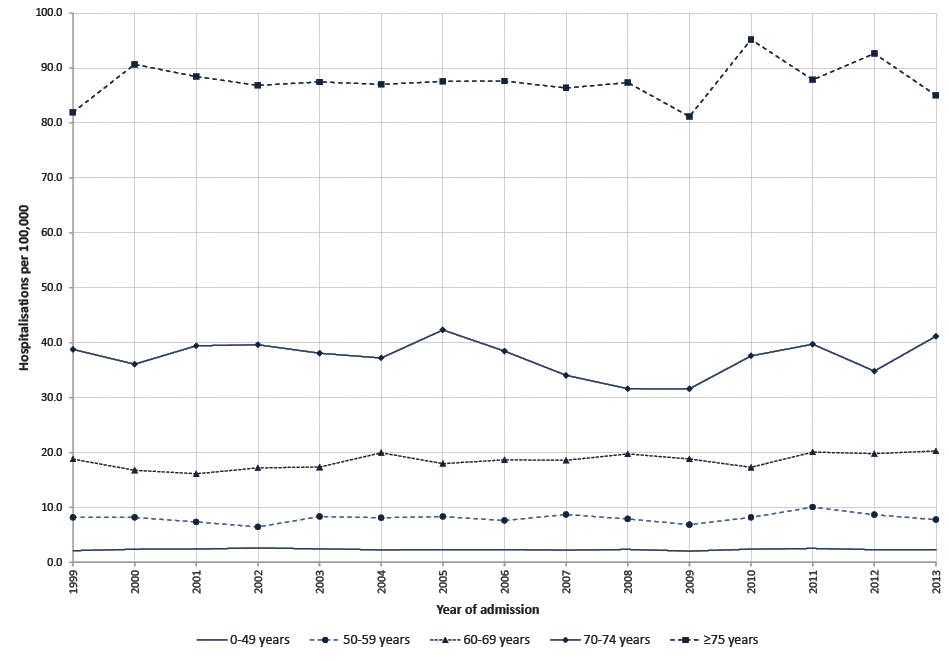 100.0
90.0
80.0
70.0
60.0
50.0
40.0
30.0
20.0
10.0
0.0
Hospitalisations per 100,000
1999 2000 2001 2002 2003 2004 2005 2006 2007 2008 2009 2010 2011 2012 2013
Year of admission
0-49 years 50-59 years 60-69 years 70-74 years ≥75 years